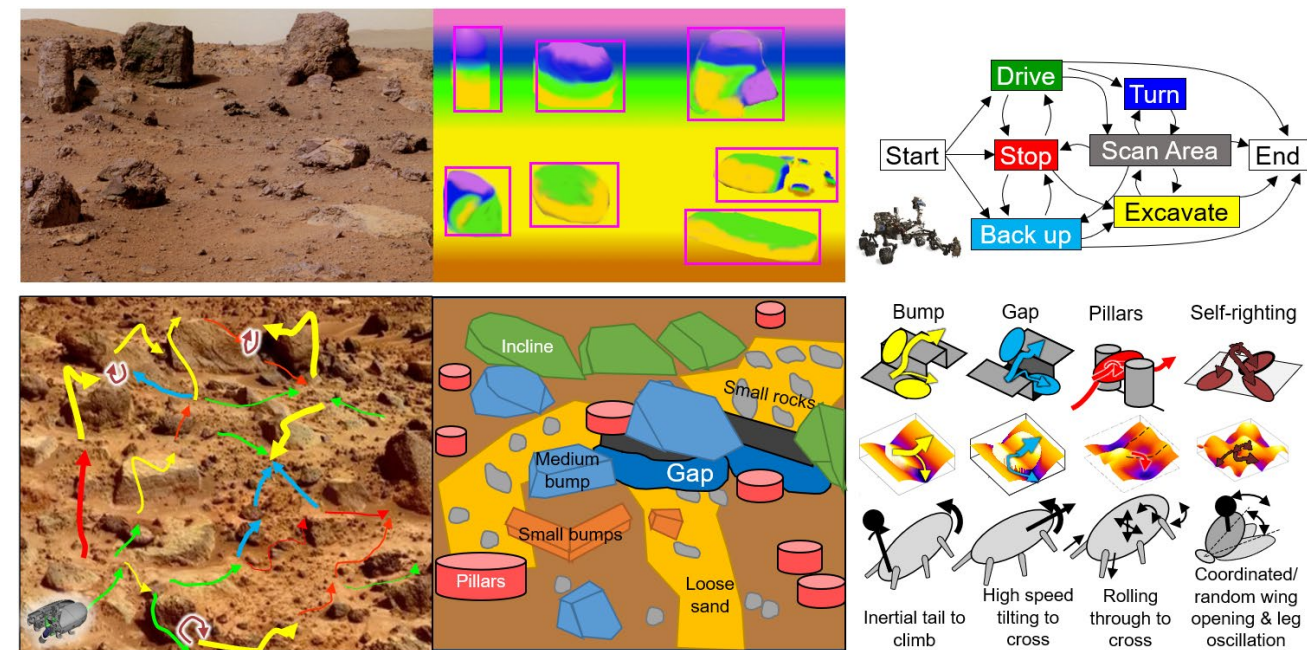 Drive
Turn
Start
Stop
Scan Area
End
Excavate
Back up
Incline
Small rocks
Medium
bump
Gap
Small bumps
Pillars
Loose
sand
Bump
Gap
Pillars
Self-righting
Inertial tail to
climb
High speed
tilting to
cross
Rolling
through to
cross
Coordinated/
random wing
opening & leg
oscillation